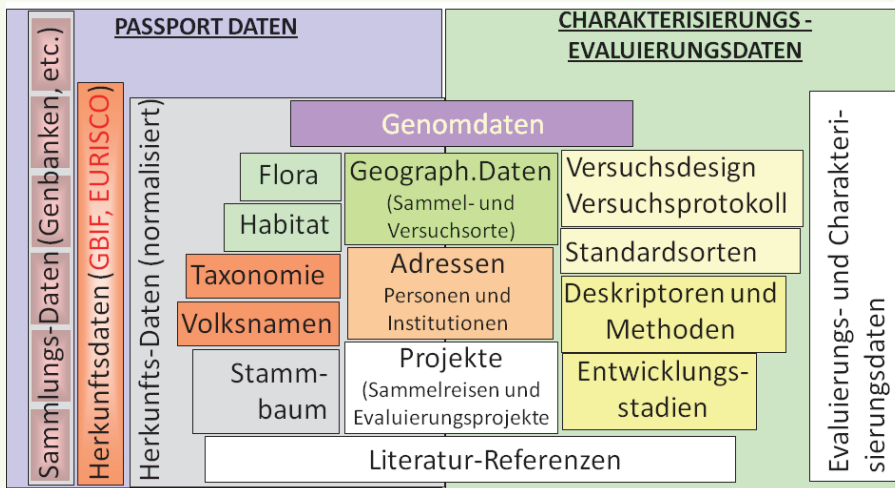 PASSPORT DATEN
CHARAKTERISIERUNGS -
EVALUIERUNGSDATEN
Sammlungs-Daten (Genbanken, etc.)
Herkunftsdaten (GBIF, EURISCO)
Herkunfts-Daten (normalisiert)
Genomdaten
Flora
Habitat
Taxonomie
Volksnamen
Stamm-
baum
Geograph.Daten
(Sammel- und
Versuchsorte)
Adressen
Personen und
Institutionen
Projekte
(Sammelreisen und
Evaluierungsprojekte
Versuchsdesign
Versuchsprotokoll
Standardsorten
Deskriptoren und
Methoden
Entwicklungs-
stadien
Literatur-Referenzen
Evaluierungs- und Charakteri-
sierungsdaten